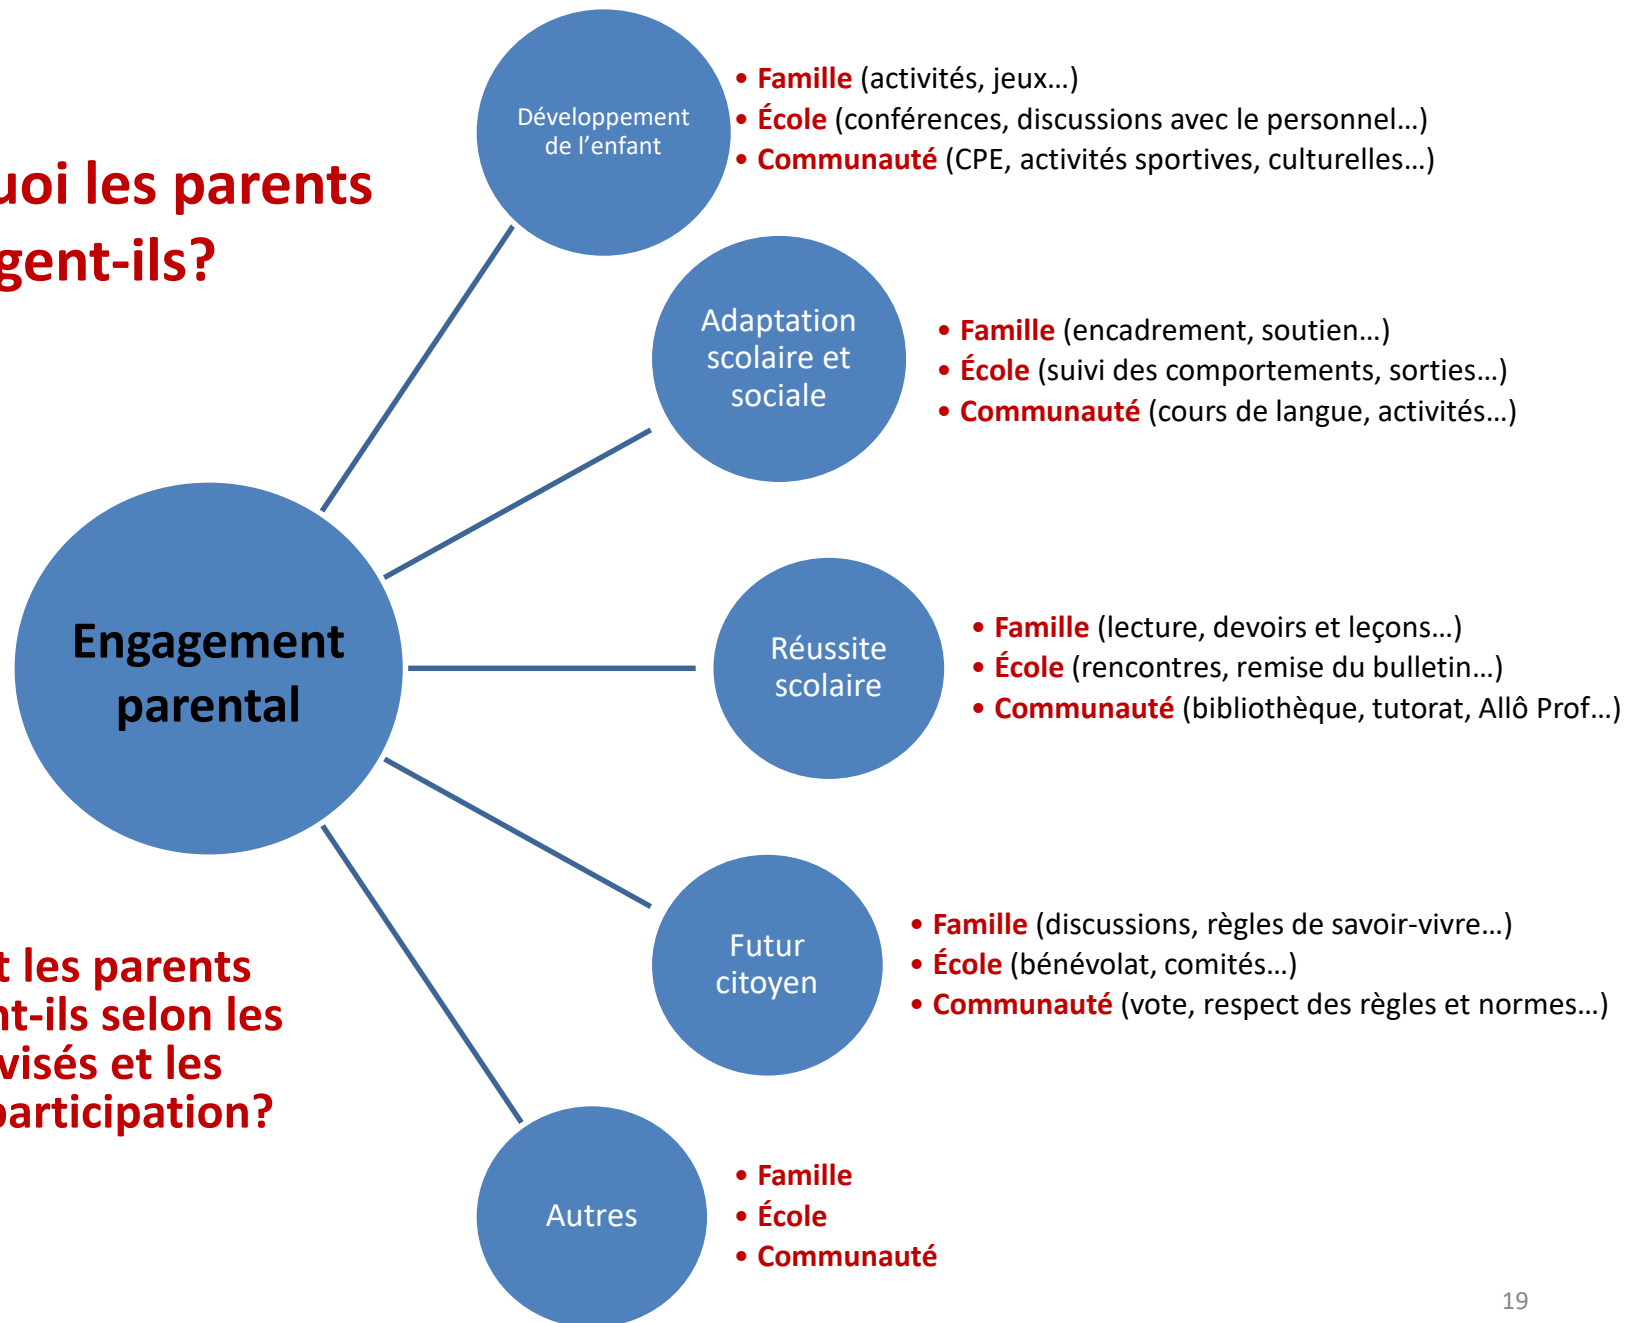 uoi les parents
gent-ils?
Développement
de l’enfant
• Famille (activités, jeux…)
• École (conférences, discussions avec le personnel…)
• Communauté (CPE, activités sportives, culturelles…)
Adaptation
scolaire et
sociale
• Famille (encadrement, soutien…)
• École (suivi des comportements, sorties…)
• Communauté (cours de langue, activités…)
Engagement
parental
Réussite
scolaire
• Famille (lecture, devoirs et leçons…)
• École (rencontres, remise du bulletin…)
• Communauté (bibliothèque, tutorat, Allô Prof…)
Futur
citoyen
• Famille (discussions, règles de savoir-vivre…)
• École (bénévolat, comités…)
• Communauté (vote, respect des règles et normes…)
t les parents
nt-ils selon les
visés et les
participation?
Autres
• Famille
• École
• Communauté
19